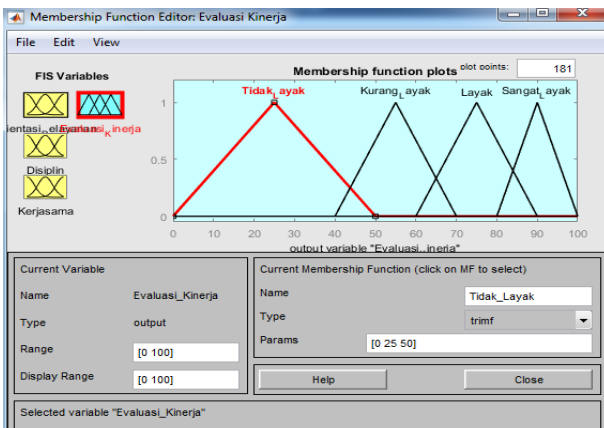 Membership Function Editor: Evaluasi Kinerja
File Edit View
FIS Variables
Membership function plots
plot points:
181
Tidak_Layak
Kurang_Layak
Layak
Sangat_Layak
1
0.5
0
0 10 20 30 40 50 60 70 80 90 100
output variable "Evaluasi_Kinerja"
Evaluasi_Kinerja
Disiplin
Kerjasama
Current Variable
Name Evaluasi_Kinerja
Type output
Range [0 100]
Display Range [0 100]
Current Membership Function (click on MF to select)
Name Tidak_Layak
Type trimf
Params [0 25 50]
Help
Close
Selected variable "Evaluasi_Kinerja"